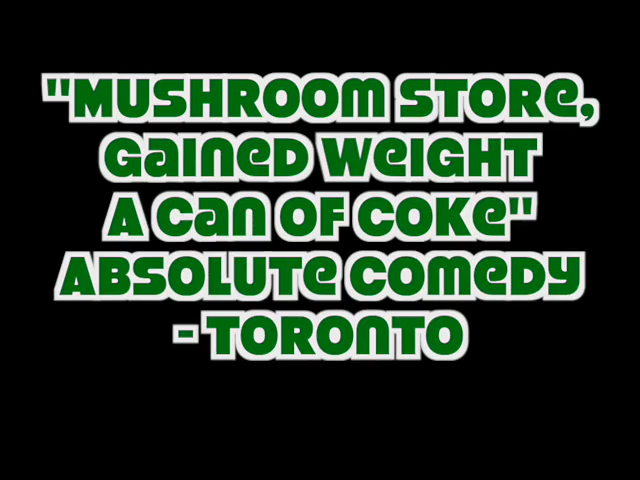 "MUSHROOM STORE,
GAINED WEIGHT
A CAN OF COKE"
ABSOLUTE COMEDY
- TORONTO